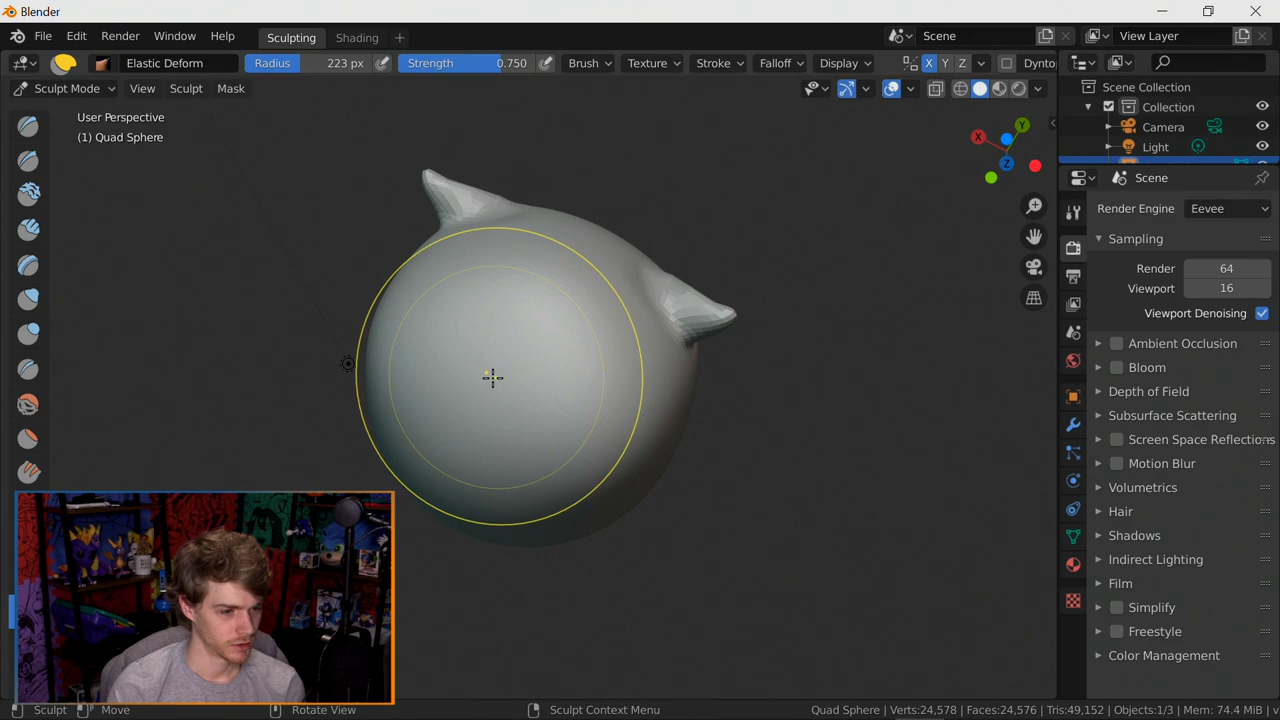 Blender
File Edit Render Window Help Sculpting Shading + Scene View Layer
Elastic Deform Radius 223 px Strength 0.750 Brush Texture Stroke Falloff Display X Y Z Dynto
Sculpt Mode View Sculpt Mask
User Perspective
(1) Quad Sphere
X Y Z
Scene Collection
Collection
Camera
Light
Scene
Render Engine Eevee
Sampling
Render 64
Viewport 16
Viewport Denoising
Ambient Occlusion
Bloom
Depth of Field
Subsurface Scattering
Screen Space Reflections
Motion Blur
Volumetrics
Hair
Shadows
Indirect Lighting
Film
Simplify
Freestyle
Color Management
Sculpt Move Rotate View Sculpt Context Menu Quad Sphere | Verts:24,578 | Faces:24,576 | Tris:49,152 | Objects:1/3 | Mem: 74.4 MiB | v